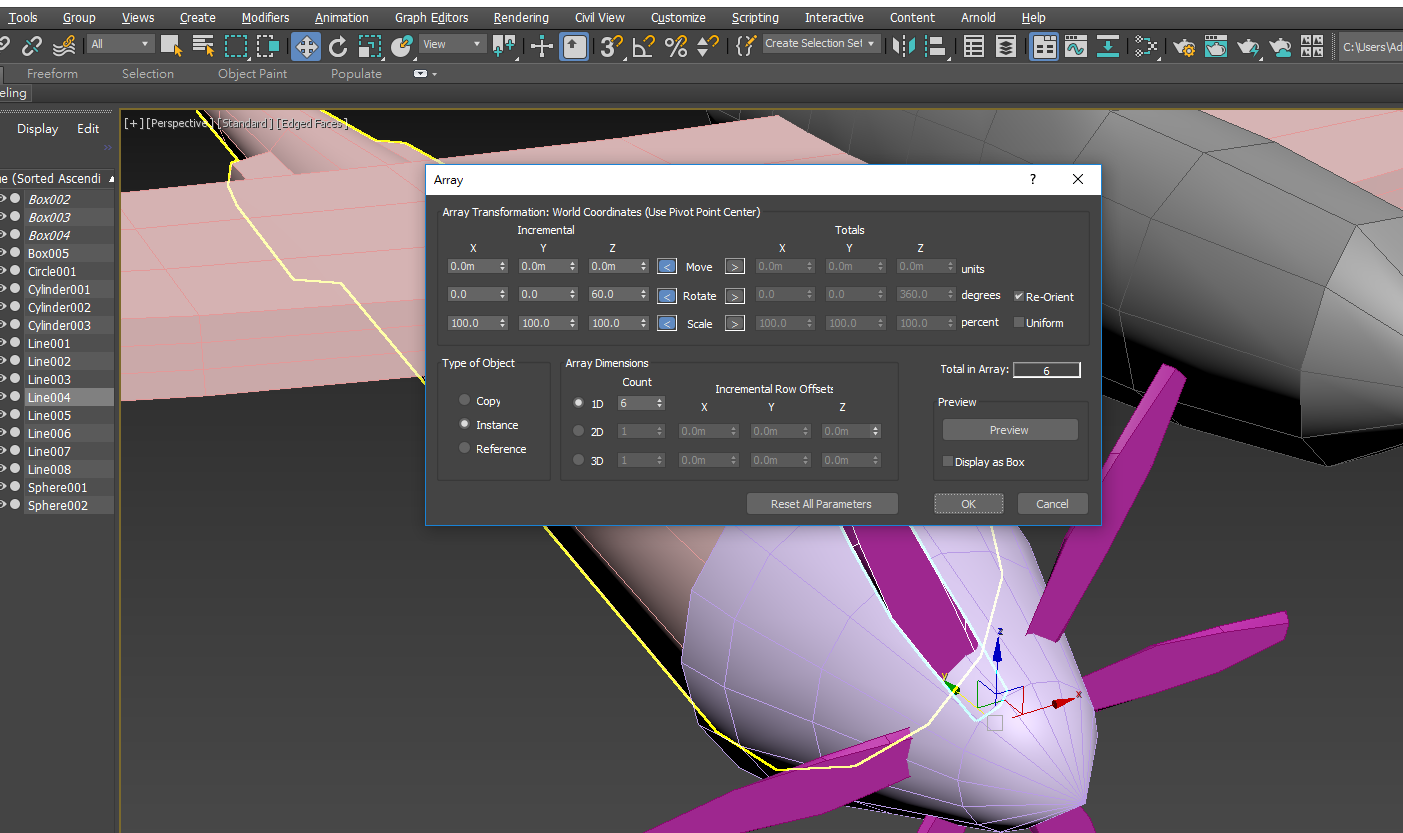 Tools Group Views Create Modifiers Animation Graph Editors Rendering Civil View Customize Scripting Interactive Content Arnold Help
All View 3 Create Selection Set C:\Users\Ad
Freeform Selection Object Paint Populate
eling
[+] [Perspective] [Standard] [Edged Faces]
Display Edit
e (Sorted Ascendi
Box002
Box003
Box004
Box005
Circle001
Cylinder001
Cylinder002
Cylinder003
Line001
Line002
Line003
Line004
Line005
Line006
Line007
Line008
Sphere001
Sphere002
Array ?
Array Transformation: World Coordinates (Use Pivot Point Center)
Incremental Totals
X Y Z X Y Z
0.0m 0.0m 0.0m < Move > 0.0m 0.0m 0.0m units
0.0 0.0 60.0 < Rotate > 0.0 0.0 360.0 degrees Re-Orient
100.0 100.0 100.0 < Scale > 100.0 100.0 100.0 percent Uniform
Type of Object
Copy
Instance
Reference
Array Dimensions
Count Incremental Row Offsets
X Y Z
1D 6
2D 1 0.0m 0.0m 0.0m
3D 1 0.0m 0.0m 0.0m
Total in Array: 6
Preview
Preview
Display as Box
Reset All Parameters OK Cancel
z
y
x